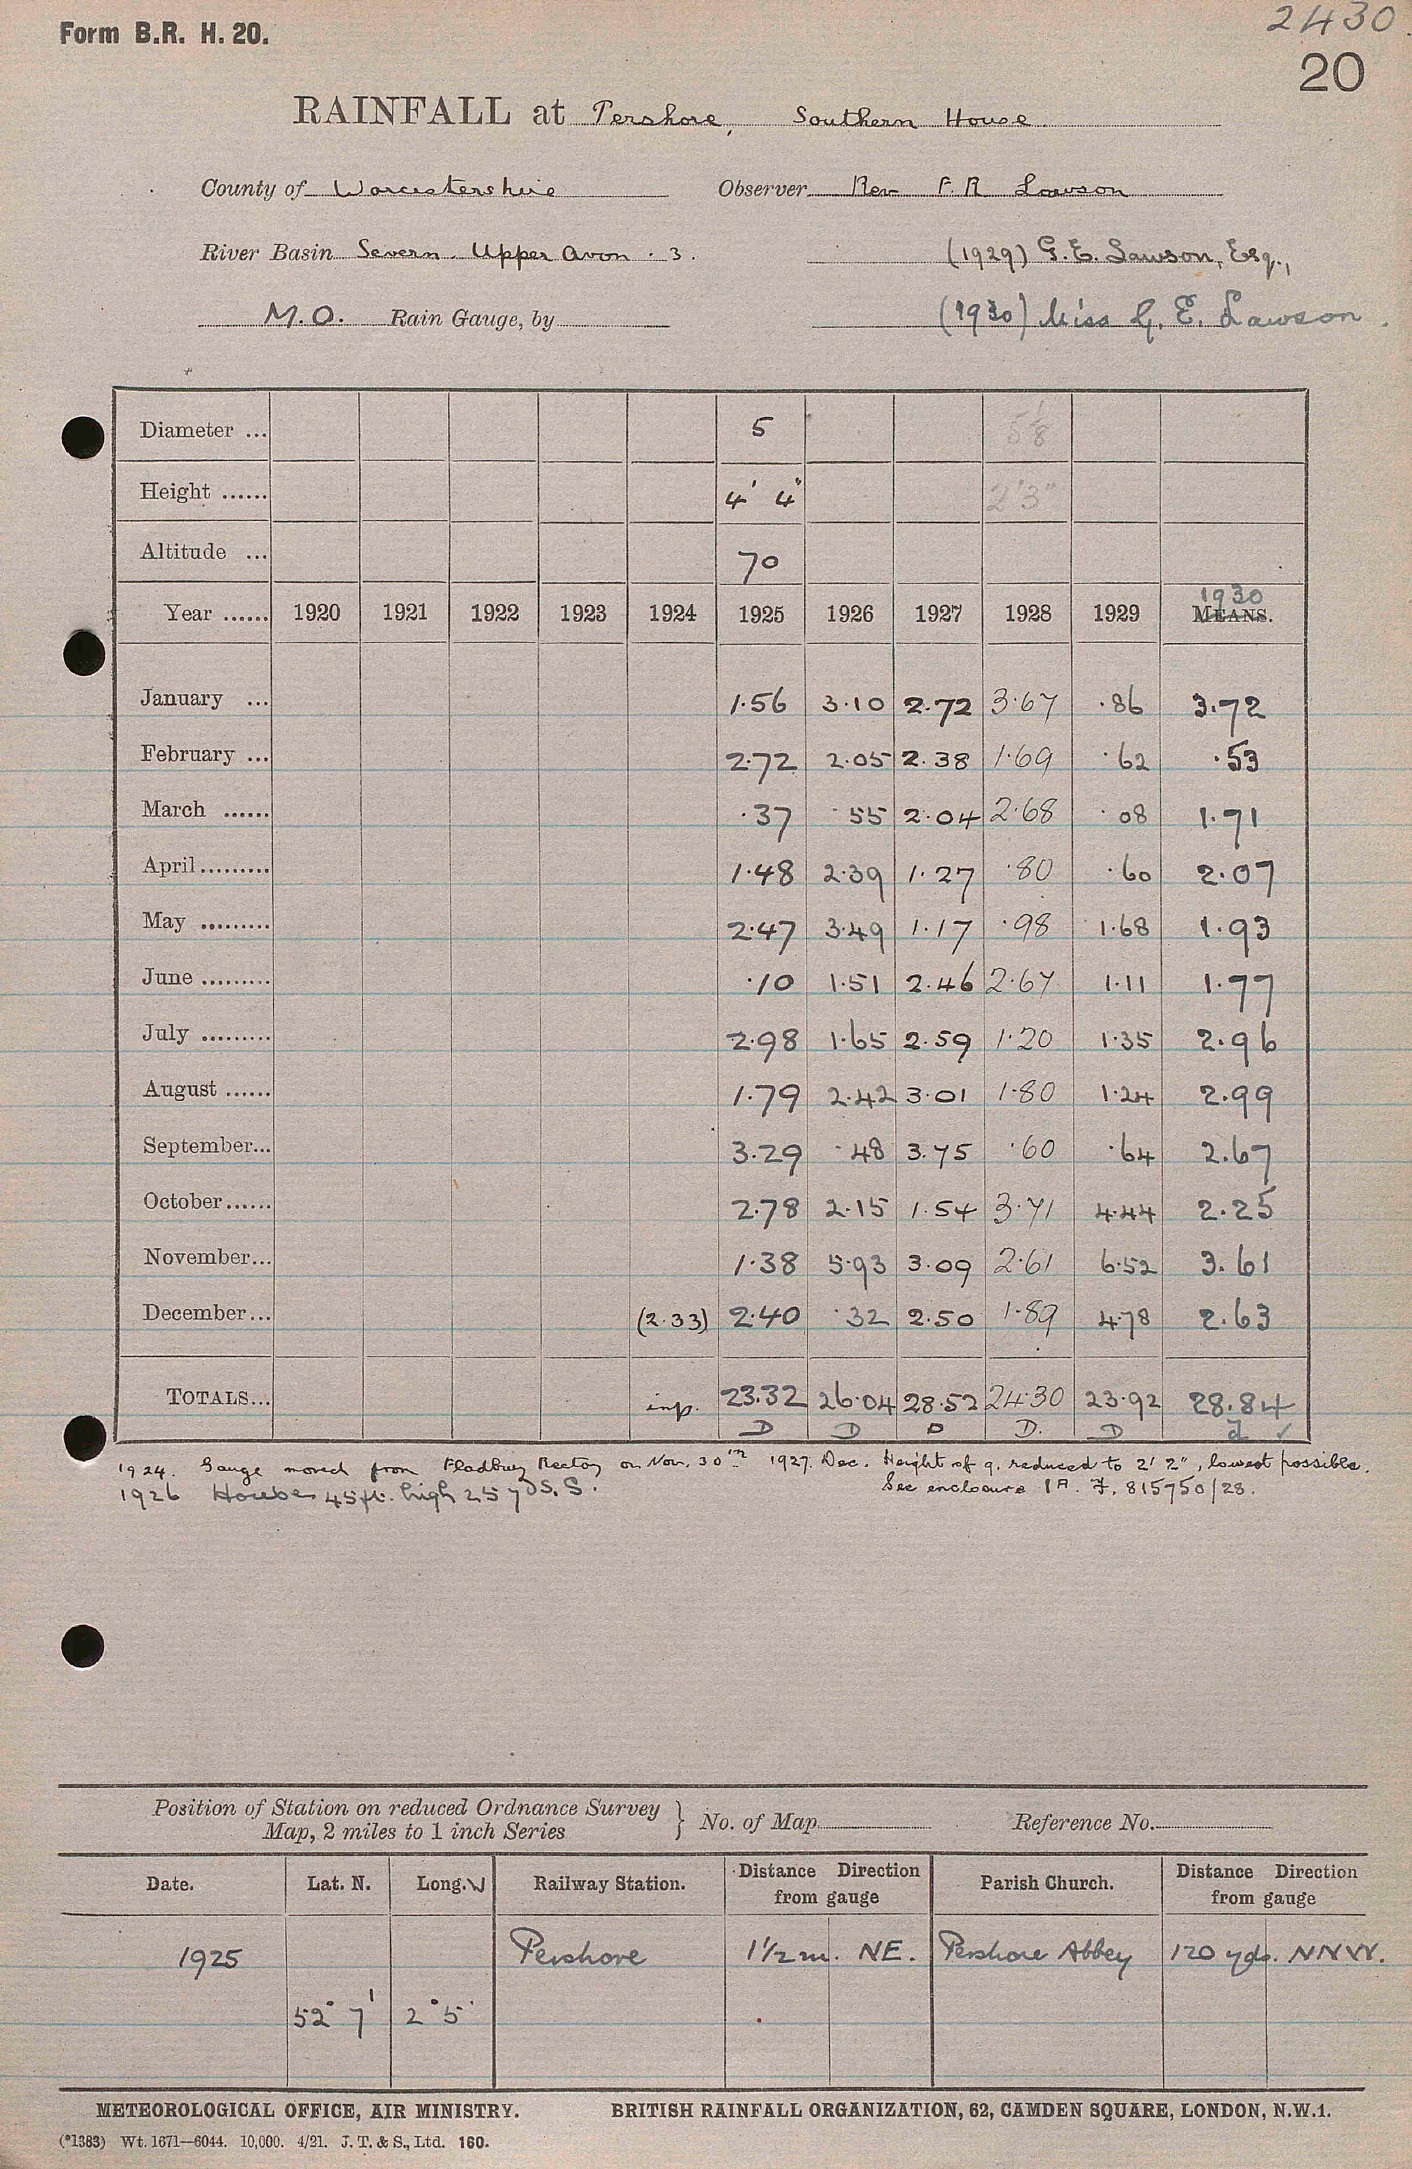 Form B.R. H. 20.
2430
20
RAINFALL at Pershore, Southern House
County of Worcestershire Observer Rev F. R. Lawson
River Basin Severn. Upper Avon . 3. (1929) G. E. Lawson, Esq.,
M.O. Rain Gauge, by (1930) Miss G. E. Lawson.
Diameter ... 5 5 1/8
Height ...... 4' 4" 2'3"
Altitude ... 70
1930
Year ...... 1920 1921 1922 1923 1924 1925 1926 1927 1928 1929 MEANS.
January ... 1.56 3.10 2.72 3.67 .86 3.72
February ... 2.72 2.05 2.38 1.69 .62 .53
March ...... .37 .55 2.04 2.68 .08 1.71
April......... 1.48 2.39 1.27 .80 .60 2.07
May ......... 2.47 3.49 1.17 .98 1.68 1.93
June ......... .10 1.51 2.46 2.67 1.11 1.77
July ......... 2.98 1.65 2.59 1.20 1.35 2.96
August ...... 1.79 2.42 3.01 1.80 1.24 2.99
September... 3.29 .48 3.75 .60 .64 2.67
October...... 2.78 2.15 1.54 3.71 4.44 2.25
November... 1.38 5.93 3.09 2.61 6.52 3.61
December... (2.33) 2.40 .32 2.50 1.89 4.78 2.63
TOTALS... inp. 23.32 26.04 28.52 24.30 23.92 28.84
D D D D. D d ✓
1924. Gauge moved from Fladbury Rectory on Nov. 30th 1927. Dec. Height of g. reduced to 2' 2", lowest possible.
1926 Houses 45ft. high 25 yds. S. See enclosure 1A. F. 815750/28.
Position of Station on reduced Ordnance Survey
Map, 2 miles to 1 inch Series } No. of Map Reference No.
Date. Lat. N. Long. W Railway Station. Distance Direction from gauge Parish Church. Distance Direction from gauge
1925 Pershore 1½ m. NE. Pershore Abbey 120 yds. NNW.
52° 7' 2° 5'
METEOROLOGICAL OFFICE, AIR MINISTRY. BRITISH RAINFALL ORGANIZATION, 62, CAMDEN SQUARE, LONDON, N.W.1.
(*1383) Wt. 1671—6044. 10,000. 4/21. J. T. & S., Ltd. 160.